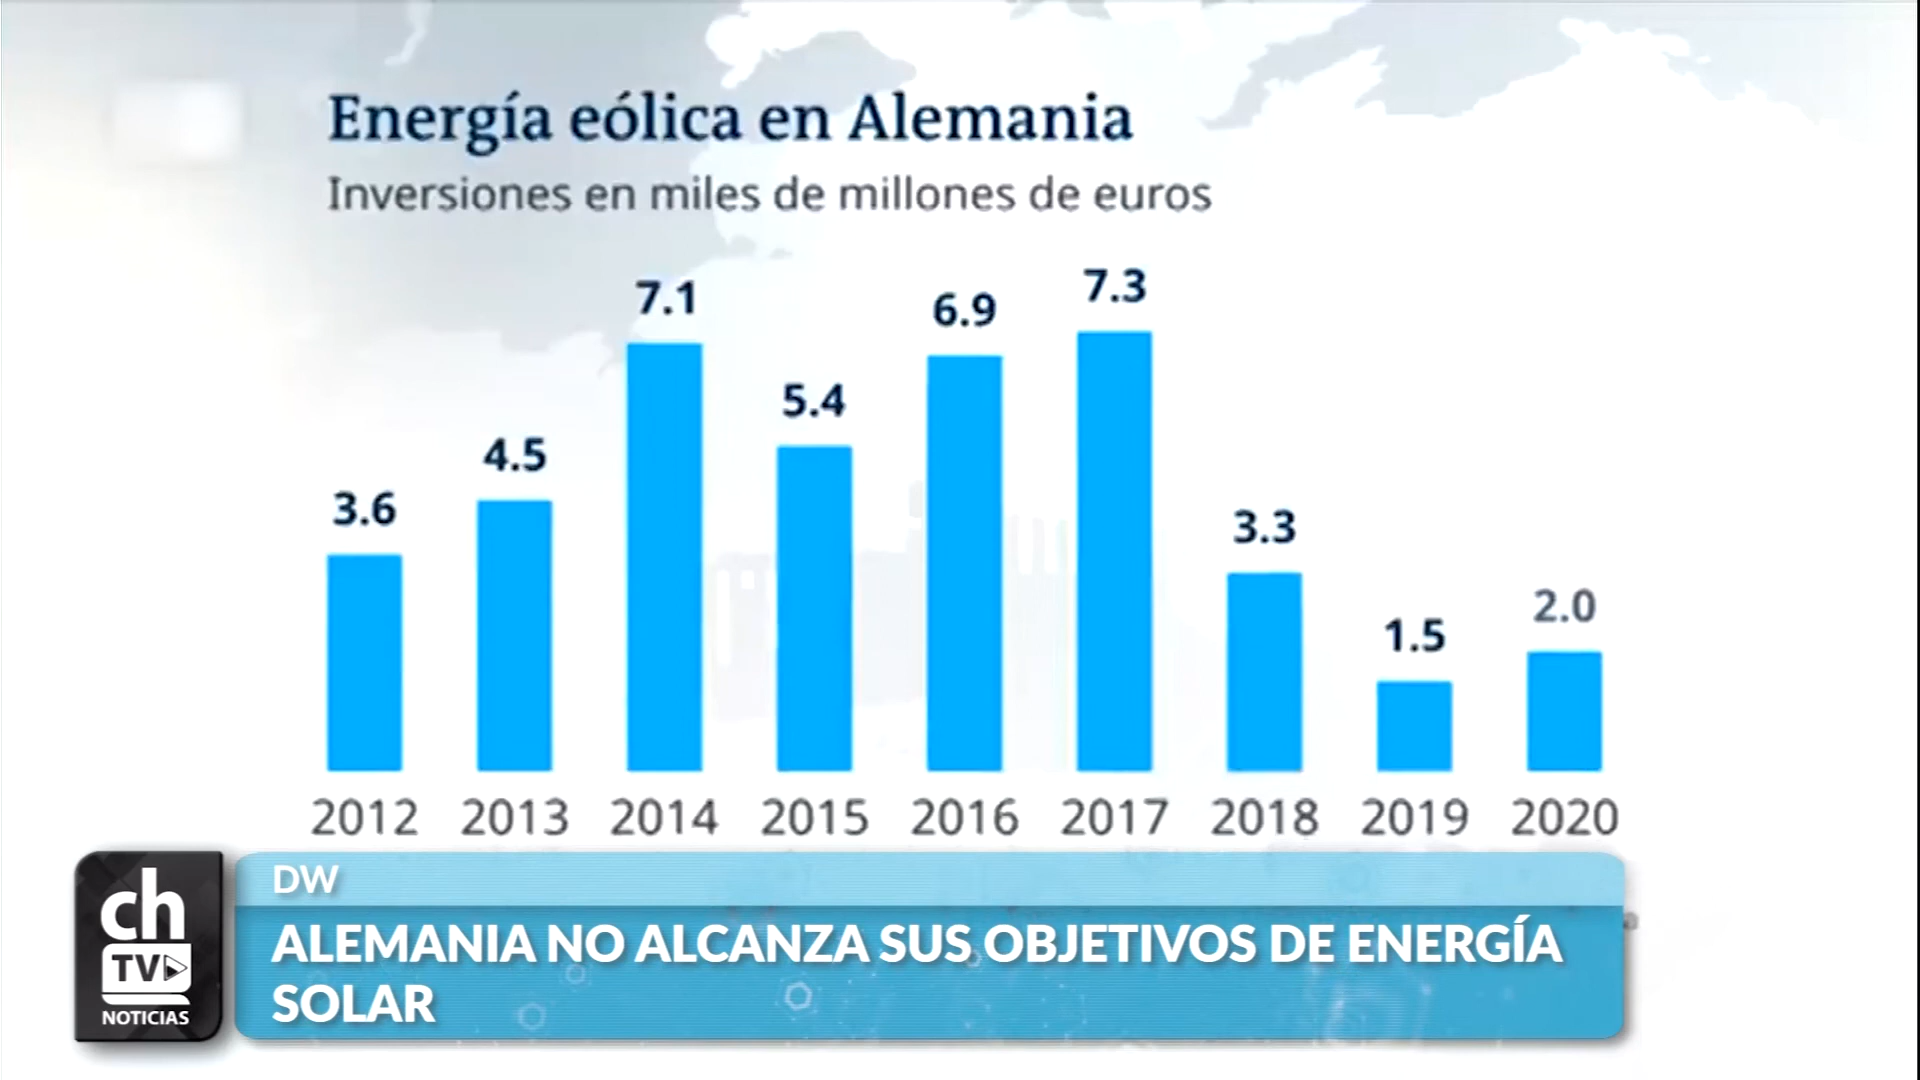 Energía eólica en Alemania
Inversiones en miles de millones de euros
3.6
4.5
7.1
5.4
6.9
7.3
3.3
1.5
2.0
2012 2013 2014 2015 2016 2017 2018 2019 2020
DW
ALEMANIA NO ALCANZA SUS OBJETIVOS DE ENERGÍA
SOLAR
ch
TV
NOTICIAS